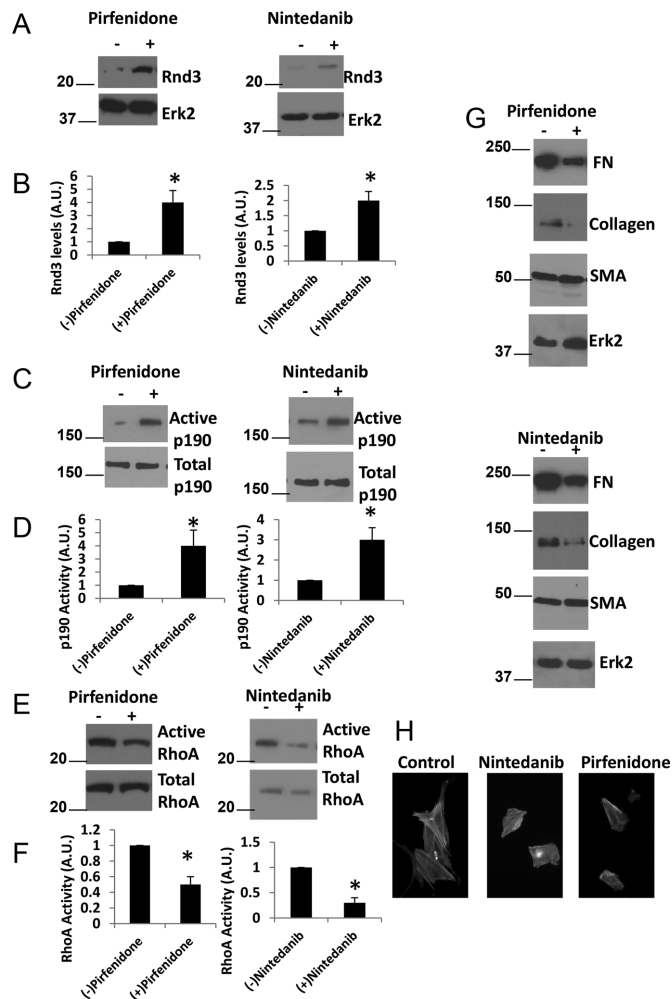 A
Pirfenidone
Nintedanib
- +
- +
20
Rnd3
20
Rnd3
37
Erk2
37
Erk2
B
Rnd3 levels (A.U.)
6
5
4
3
2
1
0
*
(-)Pirfenidone
(+)Pirfenidone
Rnd3 levels (A.U.)
2.5
2
1.5
1
0.5
0
*
(-)Nintedanib
(+)Nintedanib
C
Pirfenidone
Nintedanib
- +
- +
150
Active
p190
150
Active
p190
150
Total
p190
150
Total
p190
D
p190 Activity (A.U.)
6
5
4
3
2
1
0
*
(-)Pirfenidone
(+)Pirfenidone
p190 Activity (A.U.)
4
3
2
1
0
*
(-)Nintedanib
(+)Nintedanib
E
Pirfenidone
Nintedanib
- +
- +
20
Active
RhoA
20
Active
RhoA
20
Total
RhoA
20
Total
RhoA
F
RhoA Activity (A.U.)
1.2
1
0.8
0.6
0.4
0.2
0
*
(-)Pirfenidone
(+)Pirfenidone
RhoA Activity (A.U.)
1.5
1
0.5
0
*
(-)Nintedanib
(+)Nintedanib
G
Pirfenidone
- +
250
FN
150
Collagen
50
SMA
37
Erk2
Nintedanib
- +
250
FN
150
Collagen
50
SMA
37
Erk2
H
Control
Nintedanib
Pirfenidone